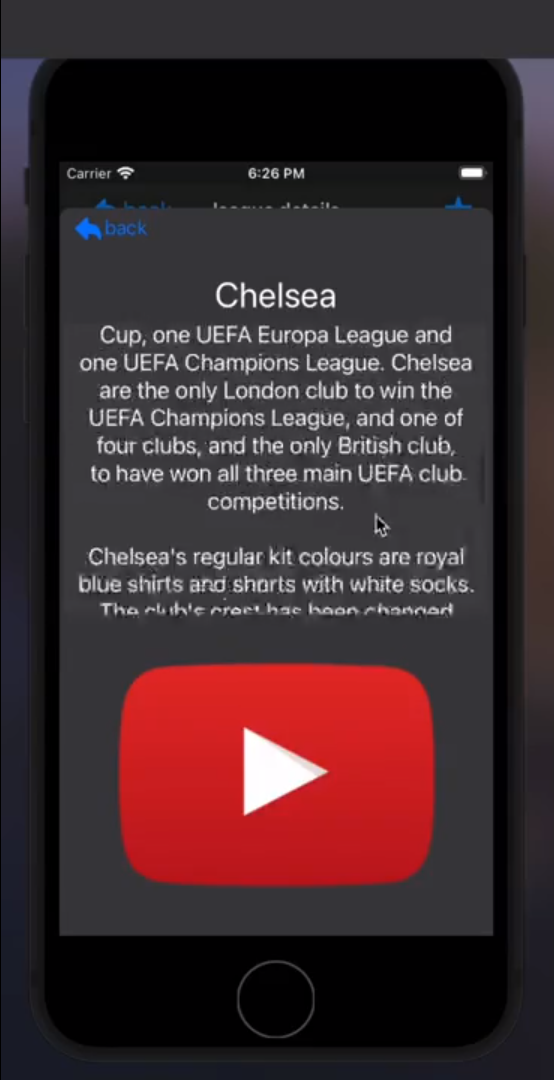 Carrier 6:26 PM
back league details
back
Chelsea
Cup, one UEFA Europa League and
one UEFA Champions League. Chelsea
are the only London club to win the
UEFA Champions League, and one of
four clubs, and the only British club,
to have won all three main UEFA club
competitions.
Chelsea's regular kit colours are royal
blue shirts and shorts with white socks.
The club's crest has been changed